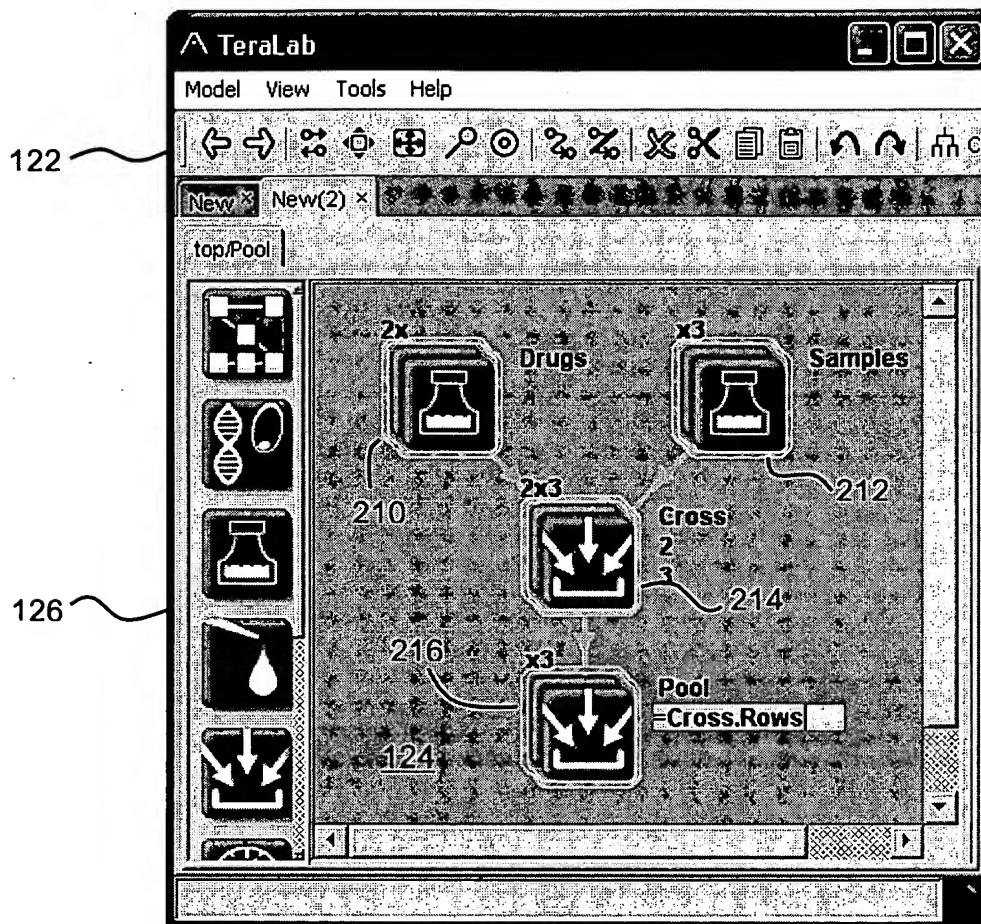 TeraLab
Model View Tools Help
122
C
New × New(2) ×
top/Pool
2x
Drugs
x3
Samples
210
2x3
212
Cross
2
3
214
126
216
x3
Pool
=Cross.Rows
124